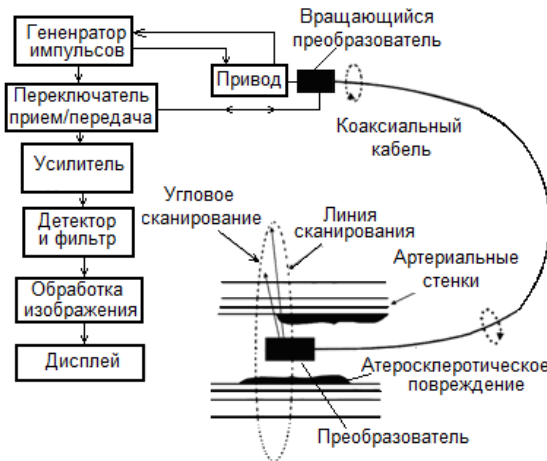 Гененратор
импульсов
Переключатель
прием/передача
Усилитель
Детектор
и фильтр
Обработка
изображения
Дисплей
Привод
Вращающийся
преобразователь
Коаксиальный
кабель
Угловое
сканирование
Линия
сканирования
Артериальные
стенки
Атеросклеротическое
повреждение
Преобразователь